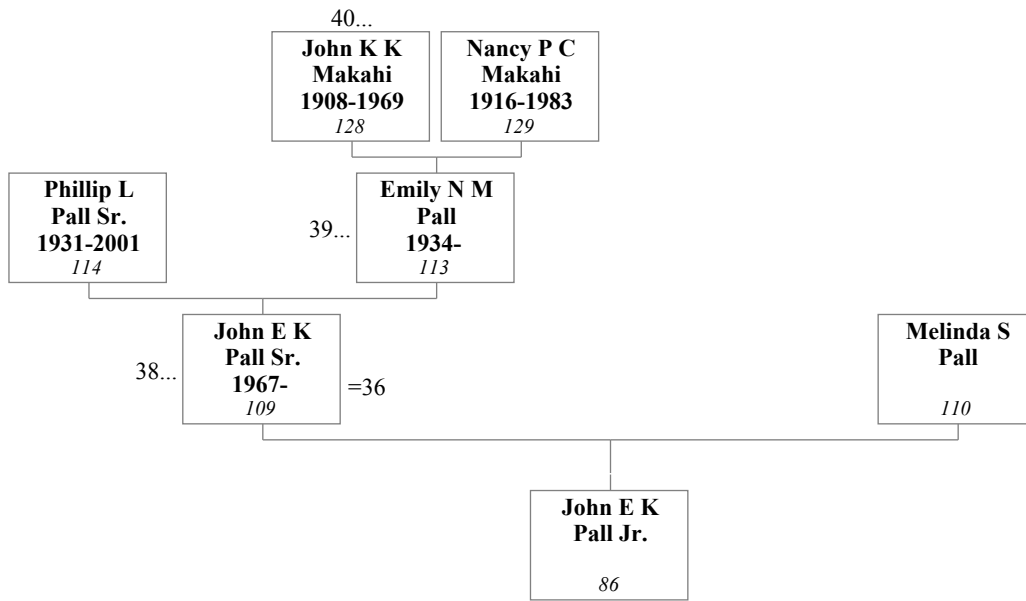 40...
John K K
Makahi
1908-1969
128
Nancy P C
Makahi
1916-1983
129
Phillip L
Pall Sr.
1931-2001
114
39...
Emily N M
Pall
1934-
113
38...
John E K
Pall Sr.
1967-
109
=36
Melinda S
Pall
110
John E K
Pall Jr.
86